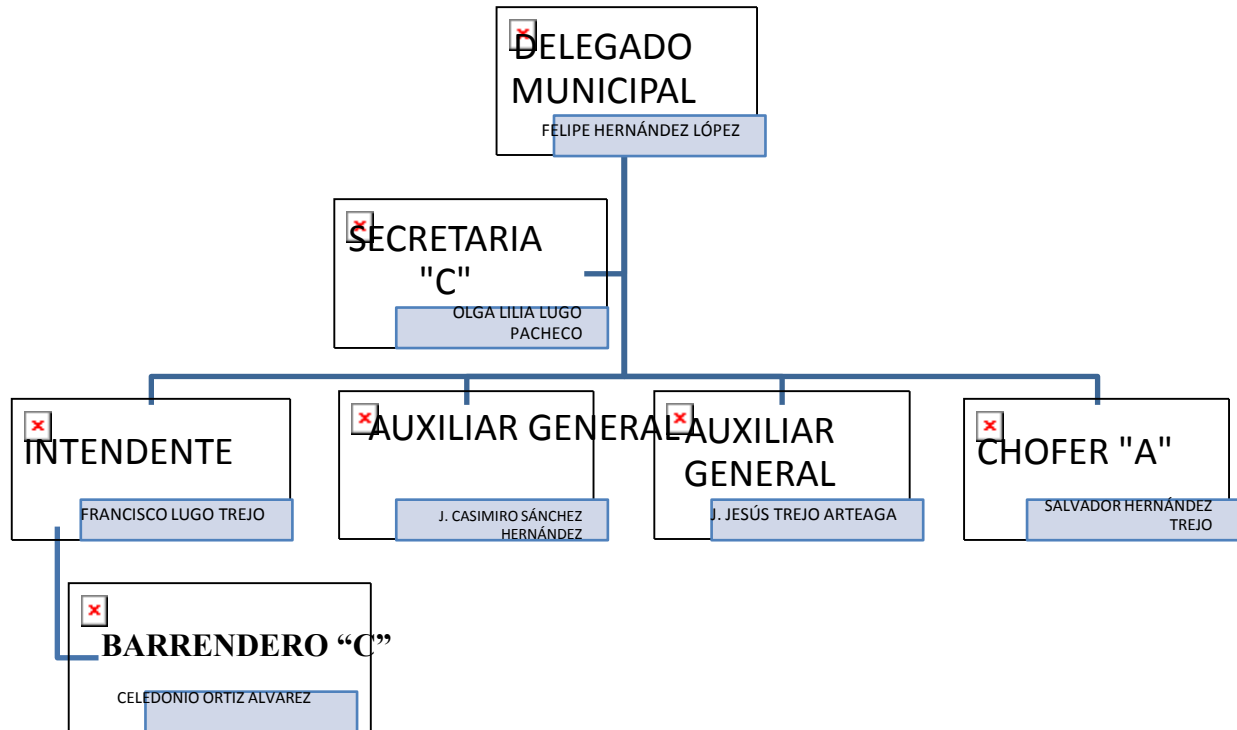 DELEGADO
MUNICIPAL
FELIPE HERNÁNDEZ LÓPEZ
SECRETARIA
"C"
OLGA LILIA LUGO
PACHECO
INTENDENTE
FRANCISCO LUGO TREJO
AUXILIAR GENERAL
J. CASIMIRO SÁNCHEZ
HERNÁNDEZ
AUXILIAR
GENERAL
J. JESÚS TREJO ARTEAGA
CHOFER "A"
SALVADOR HERNÁNDEZ
TREJO
BARRENDERO “C”
CELEDONIO ORTIZ ALVAREZ